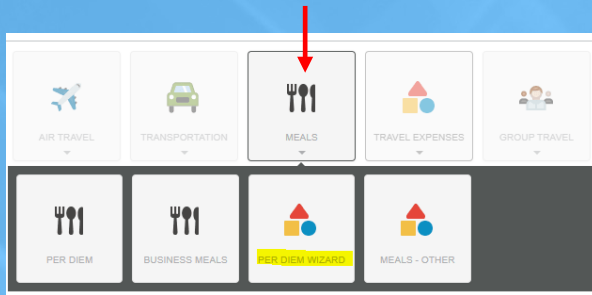 AIR TRAVEL
TRANSPORTATION
MEALS
TRAVEL EXPENSES
GROUP TRAVEL
PER DIEM
BUSINESS MEALS
PER DIEM WIZARD
MEALS - OTHER